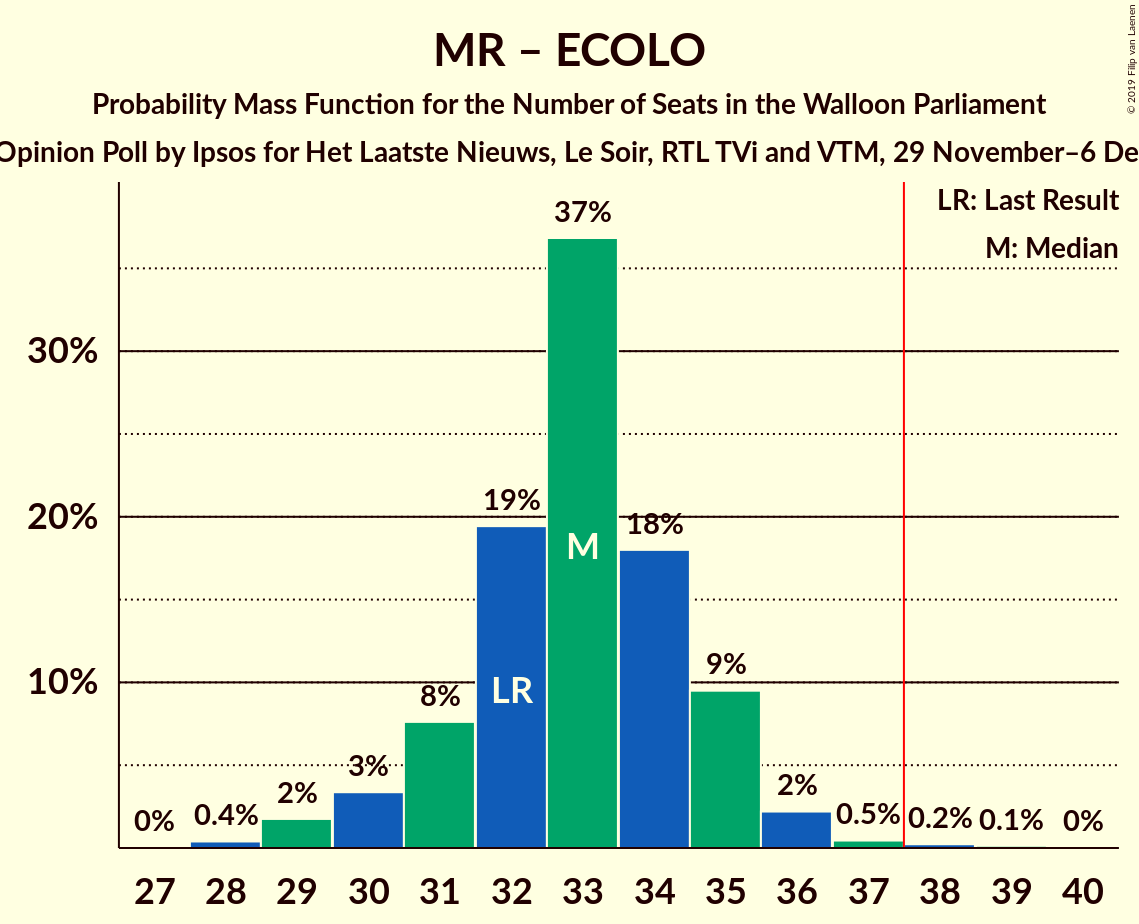 MR – ECOLO
Probability Mass Function for the Number of Seats in the Walloon Parliament
Opinion Poll by Ipsos for Het Laatste Nieuws, Le Soir, RTL TVi and VTM, 29 November–6 De
© 2019 Filip van Laenen
LR: Last Result
M: Median
37%
30%
19%
20%
18%
M
9%
10%
8%
LR
3%
2%
2%
0%
0.4%
0.5%
0.2%
0.1%
0%
27 28 29 30 31 32 33 34 35 36 37 38 39 40